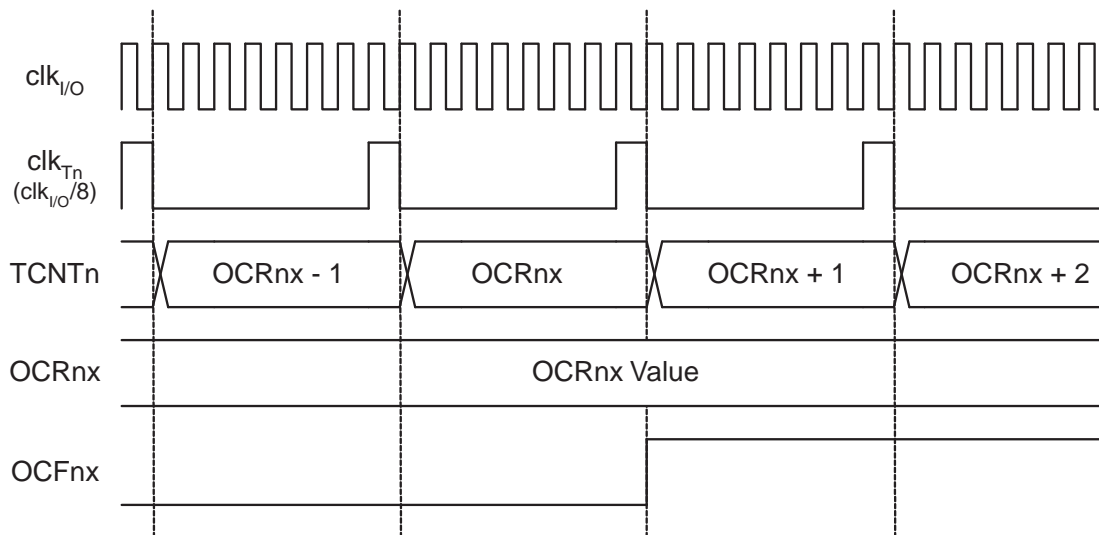 clkI/O
clkTn
(clkI/O/8)
TCNTn OCRnx - 1 OCRnx OCRnx + 1 OCRnx + 2
OCRnx OCRnx Value
OCFnx